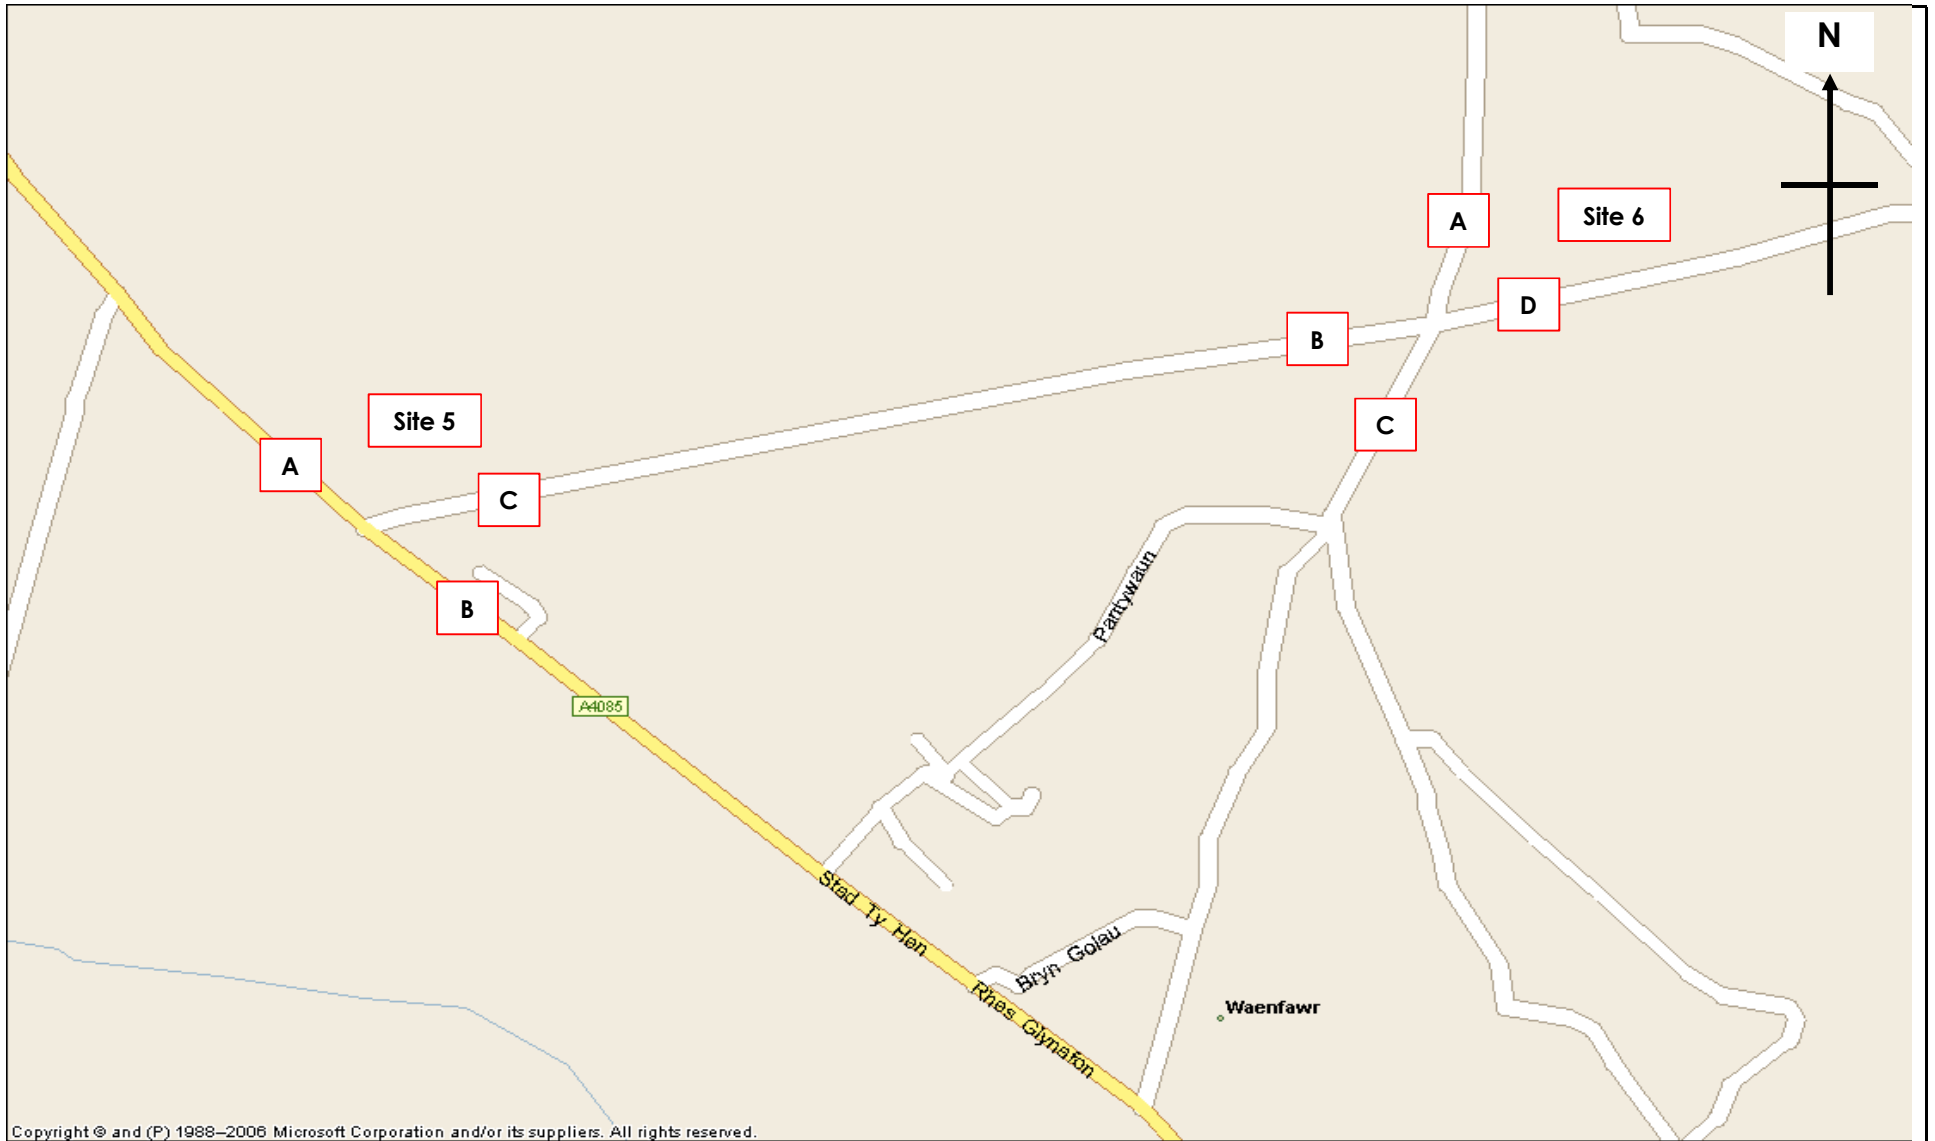 N
A
Site 6
D
B
Site 5
C
A
C
B
Pantywaun
A4085
Stad Ty Hen
Bryn Golau
Rhes Glynafon
Waenfawr
Copyright © and (P) 1988–2006 Microsoft Corporation and/or its suppliers. All rights reserved.